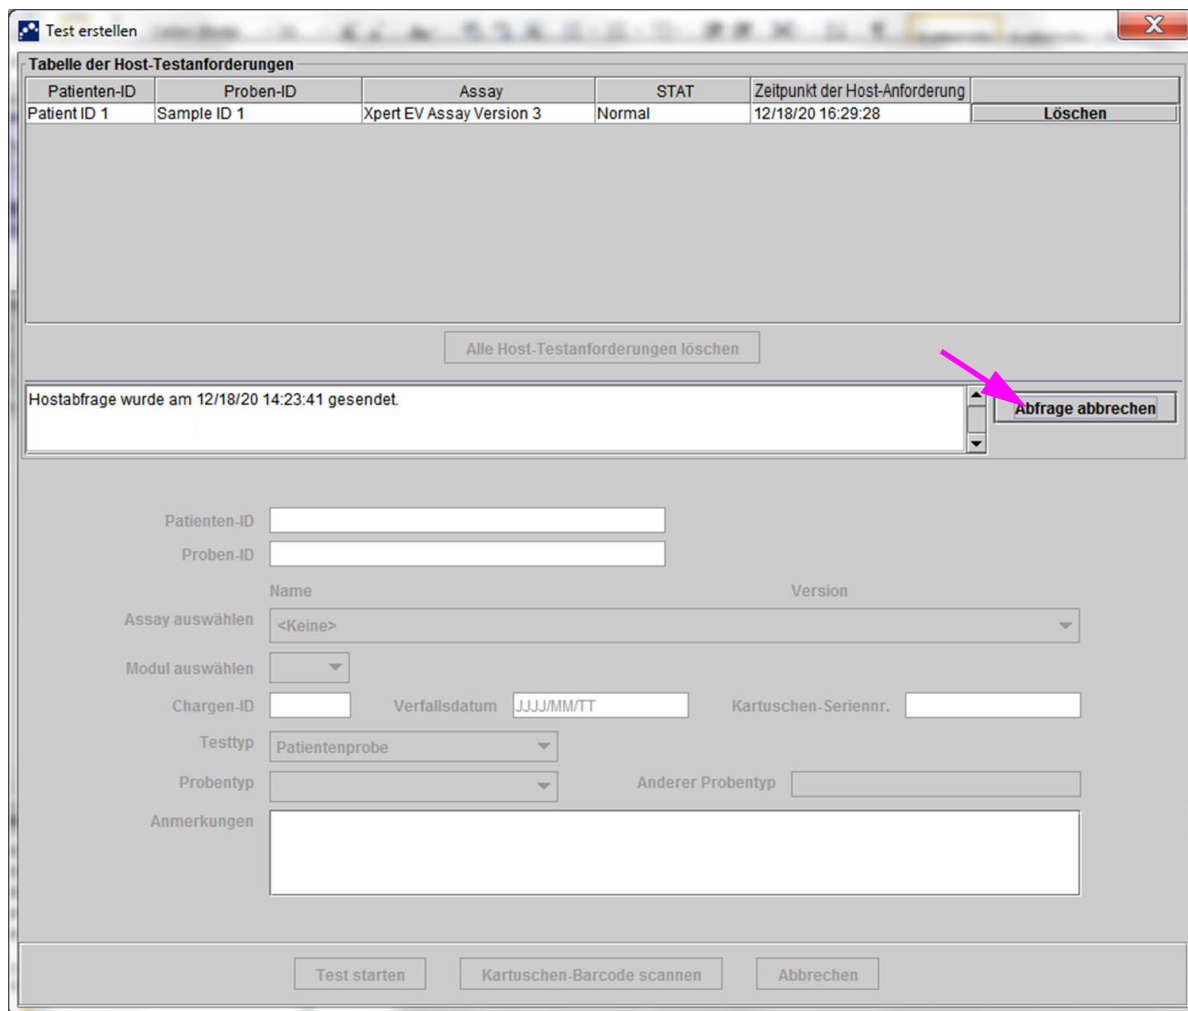 Test erstellen
Tabelle der Host-Testanforderungen
Patienten-ID Proben-ID Assay STAT Zeitpunkt der Host-Anforderung
Patient ID 1 Sample ID 1 Xpert EV Assay Version 3 Normal 12/18/20 16:29:28 Löschen
Alle Host-Testanforderungen löschen
Hostabfrage wurde am 12/18/20 14:23:41 gesendet.
Abfrage abbrechen
Patienten-ID
Proben-ID
Name Version
Assay auswählen <Keine>
Modul auswählen
Chargen-ID Verfallsdatum JJJJ/MM/TT Kartuschen-Seriennr.
Testtyp Patientenprobe
Probentyp Anderer Probentyp
Anmerkungen
Test starten Kartuschen-Barcode scannen Abbrechen